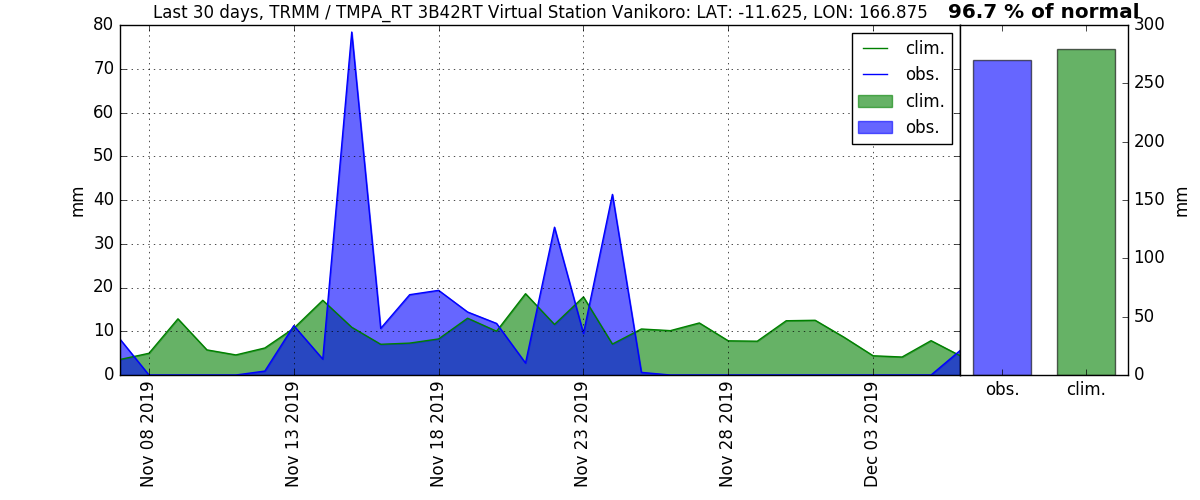 Last 30 days, TRMM / TMPA_RT 3B42RT Virtual Station Vanikoro: LAT: -11.625, LON: 166.875
96.7 % of normal
80
70
60
50
40
30
20
10
0
mm
clim.
obs.
clim.
obs.
300
250
200
150
100
50
0
mm
obs.
clim.
Nov 08 2019
Nov 13 2019
Nov 18 2019
Nov 23 2019
Nov 28 2019
Dec 03 2019